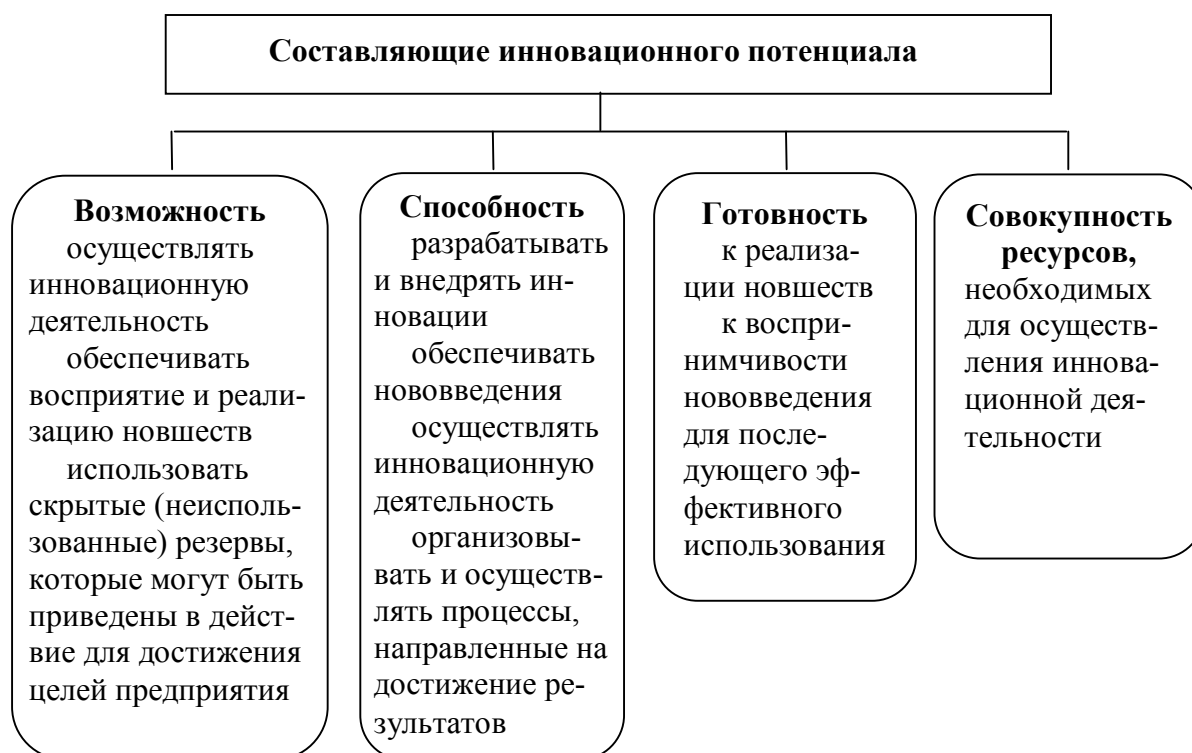 Составляющие инновационного потенциала
Возможность
осуществлять
инновационную
деятельность
обеспечивать
восприятие и реали-
зацию новшеств
использовать
скрытые (неисполь-
зованные) резервы,
которые могут быть
приведены в дейст-
вие для достижения
целей предприятия
Способность
разрабатывать
и внедрять ин-
новации
обеспечивать
нововведения
осуществлять
инновационную
деятельность
организовы-
вать и осуществ-
лять процессы,
направленные на
достижение ре-
зультатов
Готовность
к реализа-
ции новшеств
к воспри-
нимчивости
нововведения
для после-
дующего эф-
фективного
использования
Совокупность
ресурсов,
необходимых
для осуществ-
ления иннова-
ционной дея-
тельности